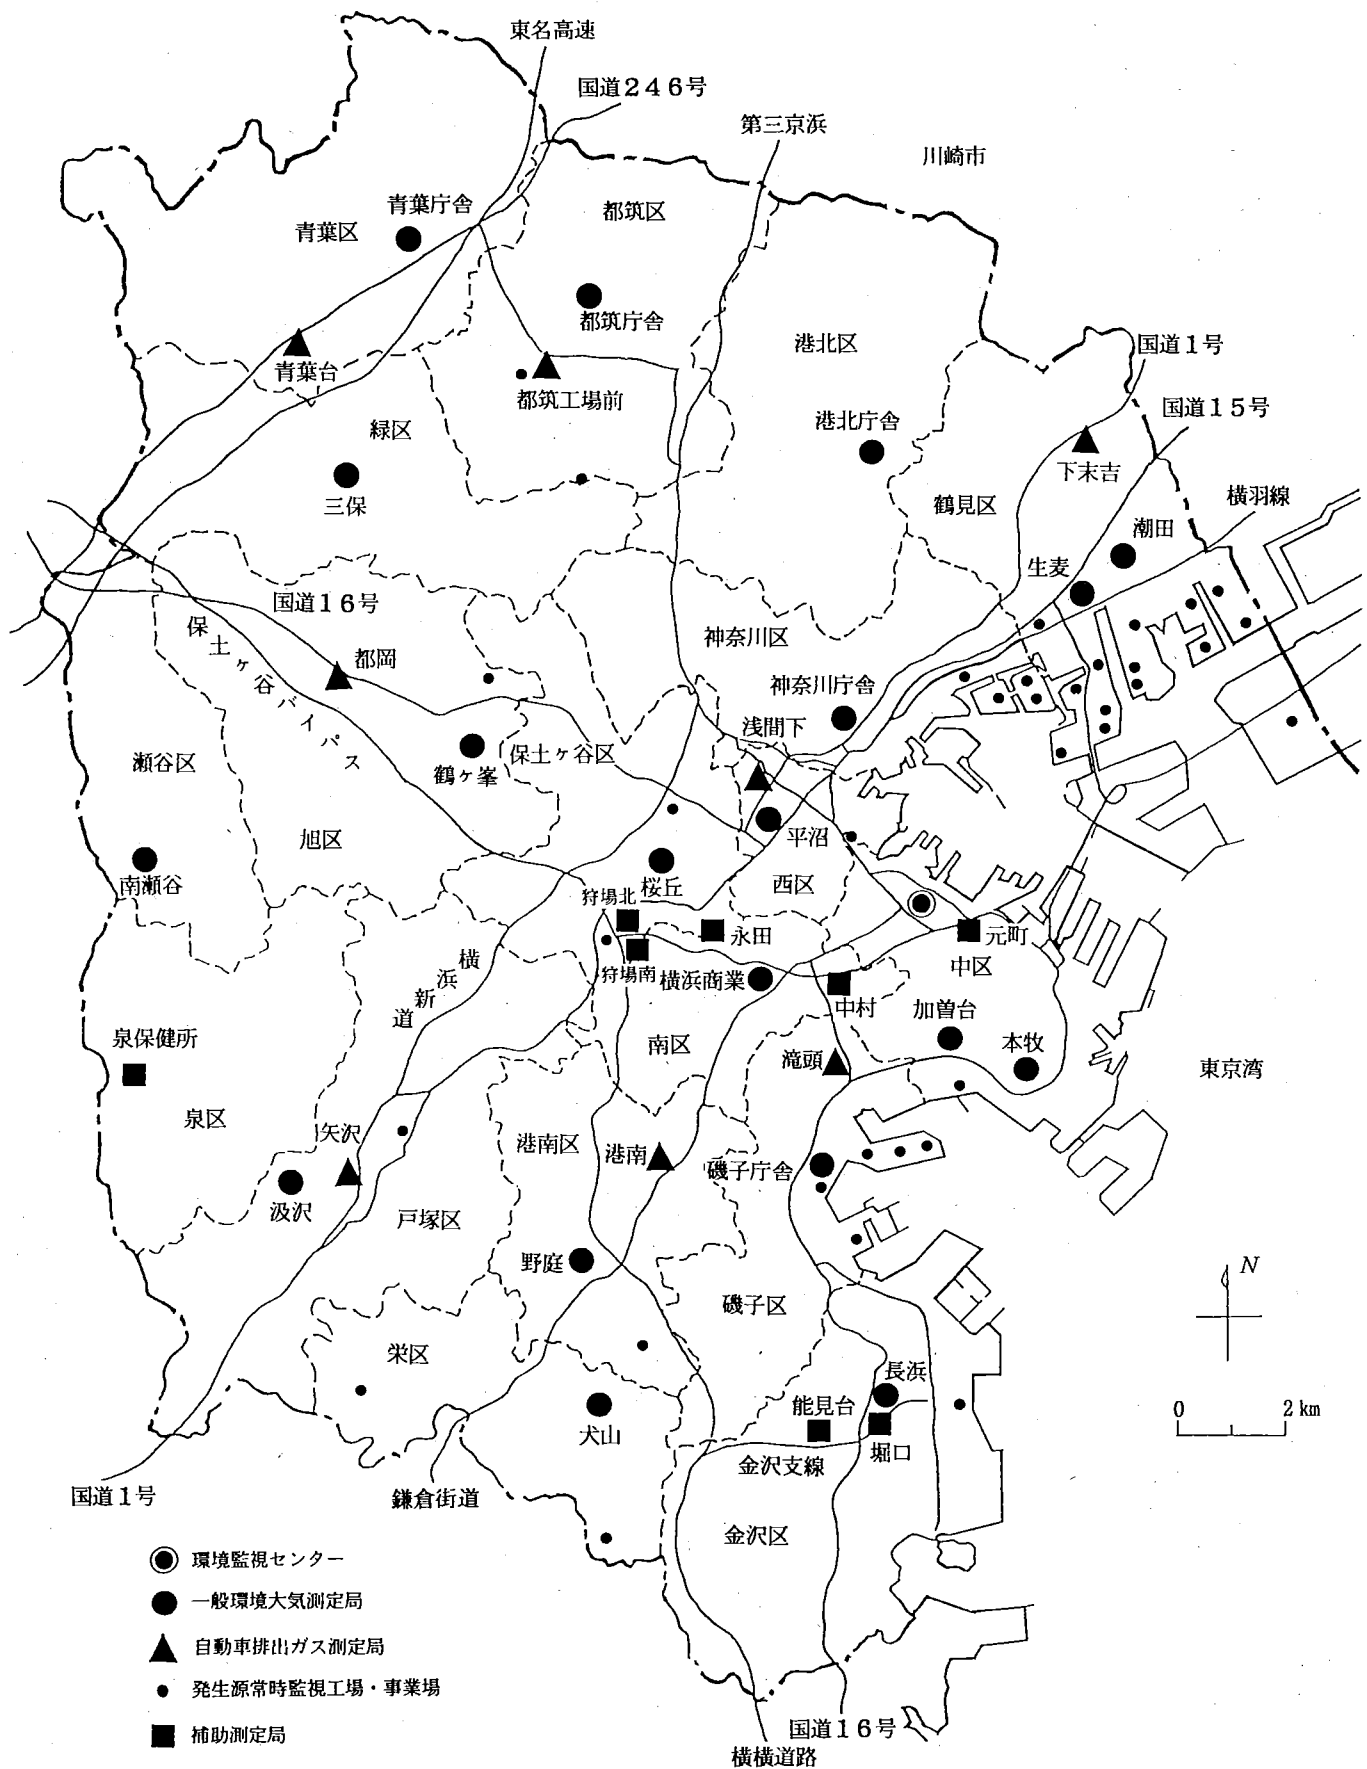 東名高速
国道246号
第三京浜
川崎市
青葉庁舎
青葉区
都筑区
都筑庁舎
港北区
国道1号
青葉台
都筑工場前
国道15号
緑区
港北庁舎
下末吉
三保
鶴見区
横羽線
潮田
生麦
国道16号
保土ヶ谷バイパス
神奈川区
都岡
神奈川庁舎
浅間下
瀬谷区
鶴ヶ峯
保土ヶ谷区
旭区
平沼
南瀬谷
桜丘
西区
狩場北
永田
元町
中区
横浜新道
狩場南
横浜商業
中村
加曽台
泉保健所
南区
滝頭
本牧
東京湾
泉区
矢沢
港南区
港南
磯子庁舎
汲沢
戸塚区
野庭
N
磯子区
栄区
長浜
能見台
0 2km
犬山
堀口
金沢支線
国道1号
鎌倉街道
金沢区
環境監視センター
一般環境大気測定局
自動車排出ガス測定局
発生源常時監視工場・事業場
補助測定局
国道16号
横横道路